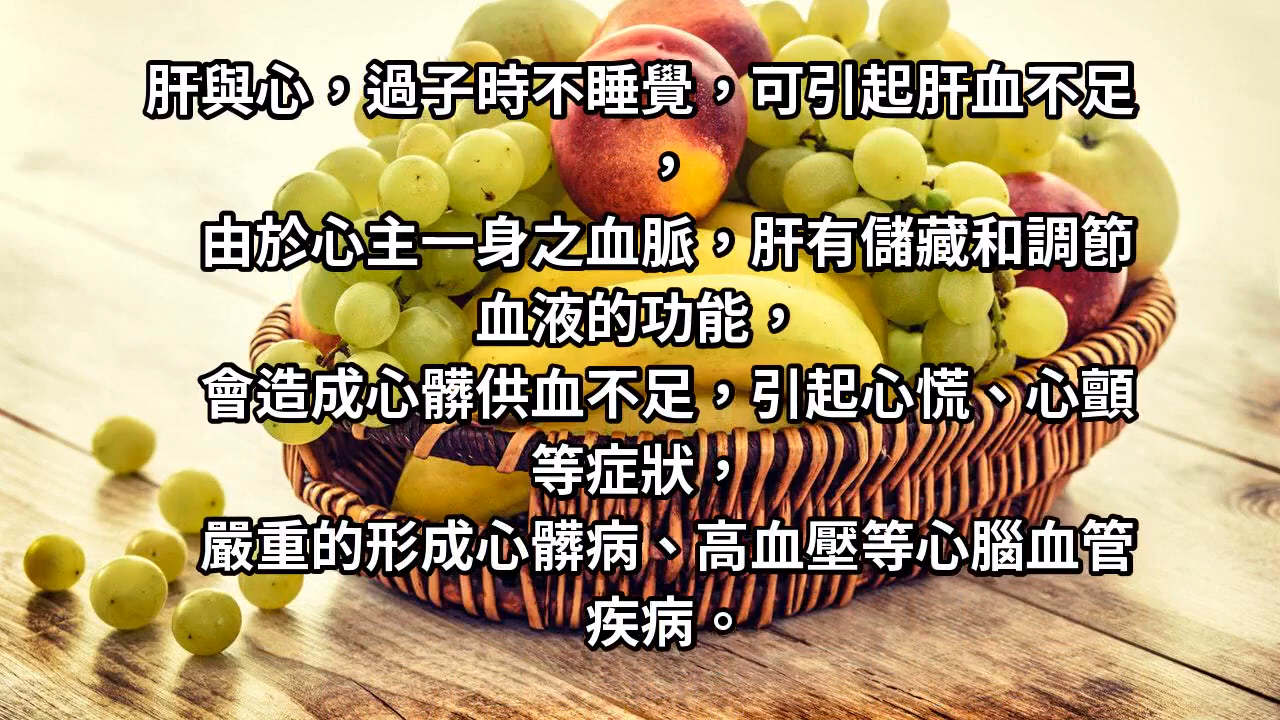 肝與心，過子時不睡覺，可引起肝血不足
，
由於心主一身之血脈，肝有儲藏和調節
血液的功能，
會造成心髒供血不足，引起心慌、心顫
等症狀，
嚴重的形成心髒病、高血壓等心腦血管
疾病。